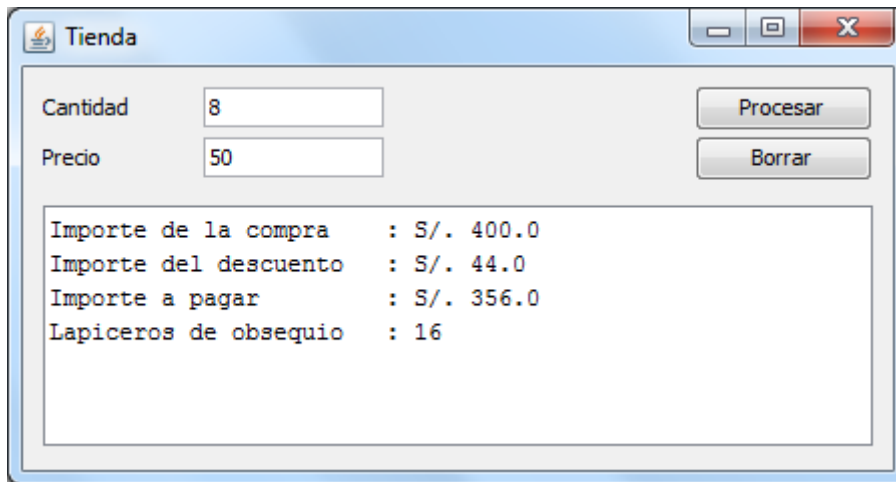 Tienda
Cantidad 8 Procesar
Precio 50 Borrar
Importe de la compra : S/. 400.0
Importe del descuento : S/. 44.0
Importe a pagar : S/. 356.0
Lapiceros de obsequio : 16